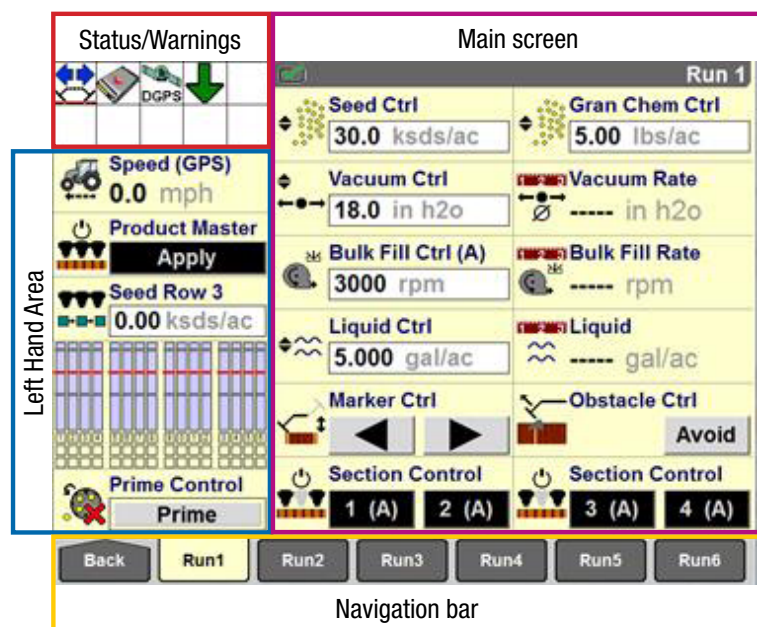 Status/Warnings
Main screen
DGPS
Run 1
Left Hand Area
Speed (GPS)
0.0 mph
Product Master
Apply
Seed Row 3
0.00 ksds/ac
Prime Control
Prime
Seed Ctrl
30.0 ksds/ac
Gran Chem Ctrl
5.00 lbs/ac
Vacuum Ctrl
18.0 in h2o
Vacuum Rate
----- in h2o
Bulk Fill Ctrl (A)
3000 rpm
Bulk Fill Rate
----- rpm
Liquid Ctrl
5.000 gal/ac
Liquid
----- gal/ac
Marker Ctrl
Obstacle Ctrl
Avoid
Section Control
1 (A) 2 (A)
Section Control
3 (A) 4 (A)
Back Run1 Run2 Run3 Run4 Run5 Run6
Navigation bar